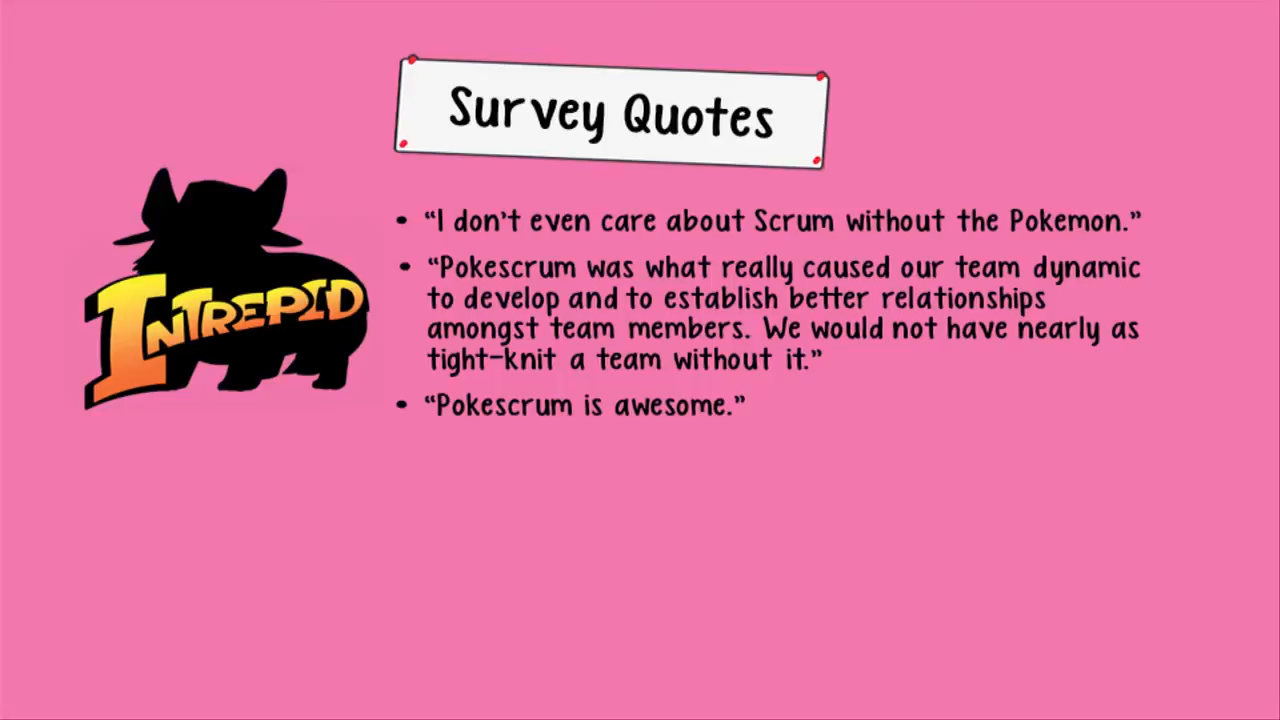 Survey Quotes
INTREPID
• “I don’t even care about Scrum without the Pokemon.”
• “Pokescrum was what really caused our team dynamic
to develop and to establish better relationships
amongst team members. We would not have nearly as
tight-knit a team without it.”
• “Pokescrum is awesome.”